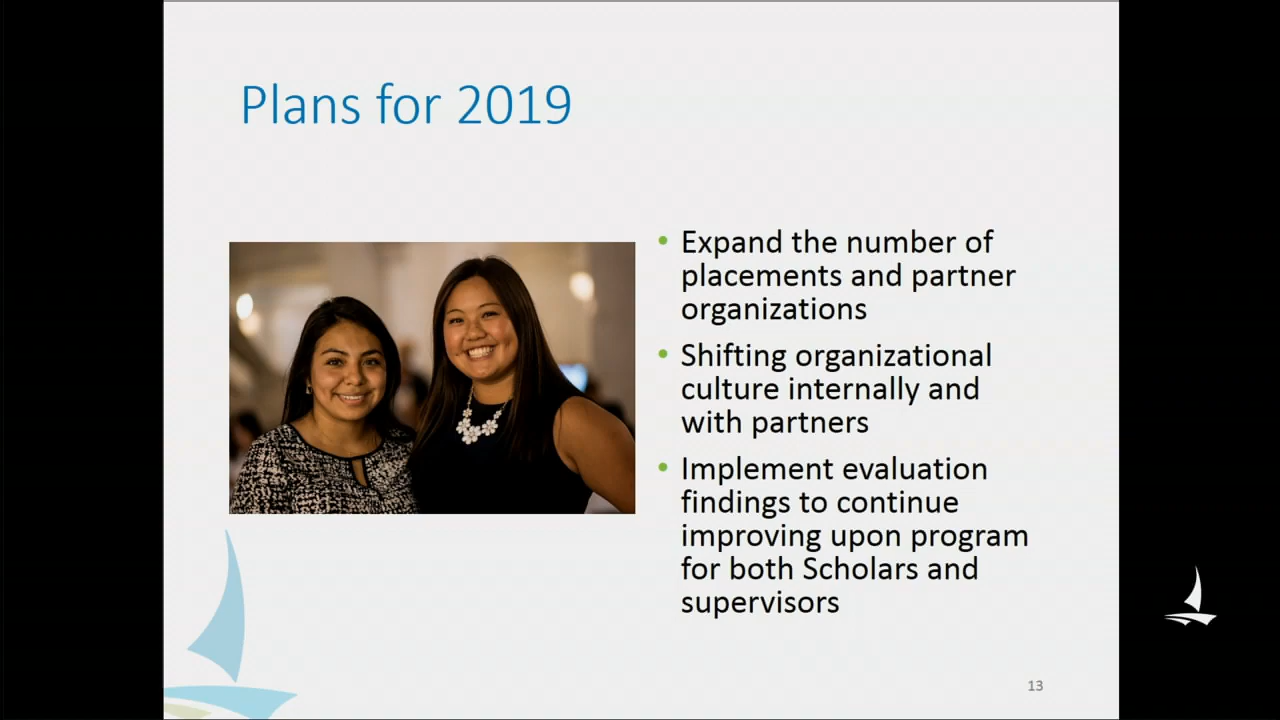 Plans for 2019
• Expand the number of
placements and partner
organizations
• Shifting organizational
culture internally and
with partners
• Implement evaluation
findings to continue
improving upon program
for both Scholars and
supervisors
13